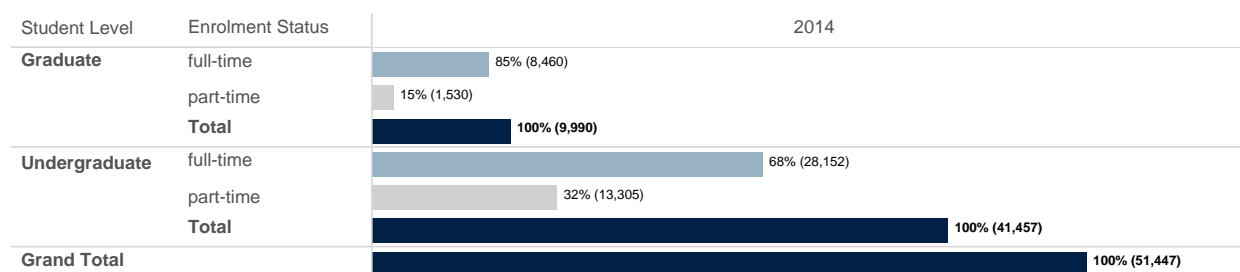 Student Level Enrolment Status 2014
Graduate full-time 85% (8,460)
part-time 15% (1,530)
Total 100% (9,990)
Undergraduate full-time 68% (28,152)
part-time 32% (13,305)
Total 100% (41,457)
Grand Total 100% (51,447)